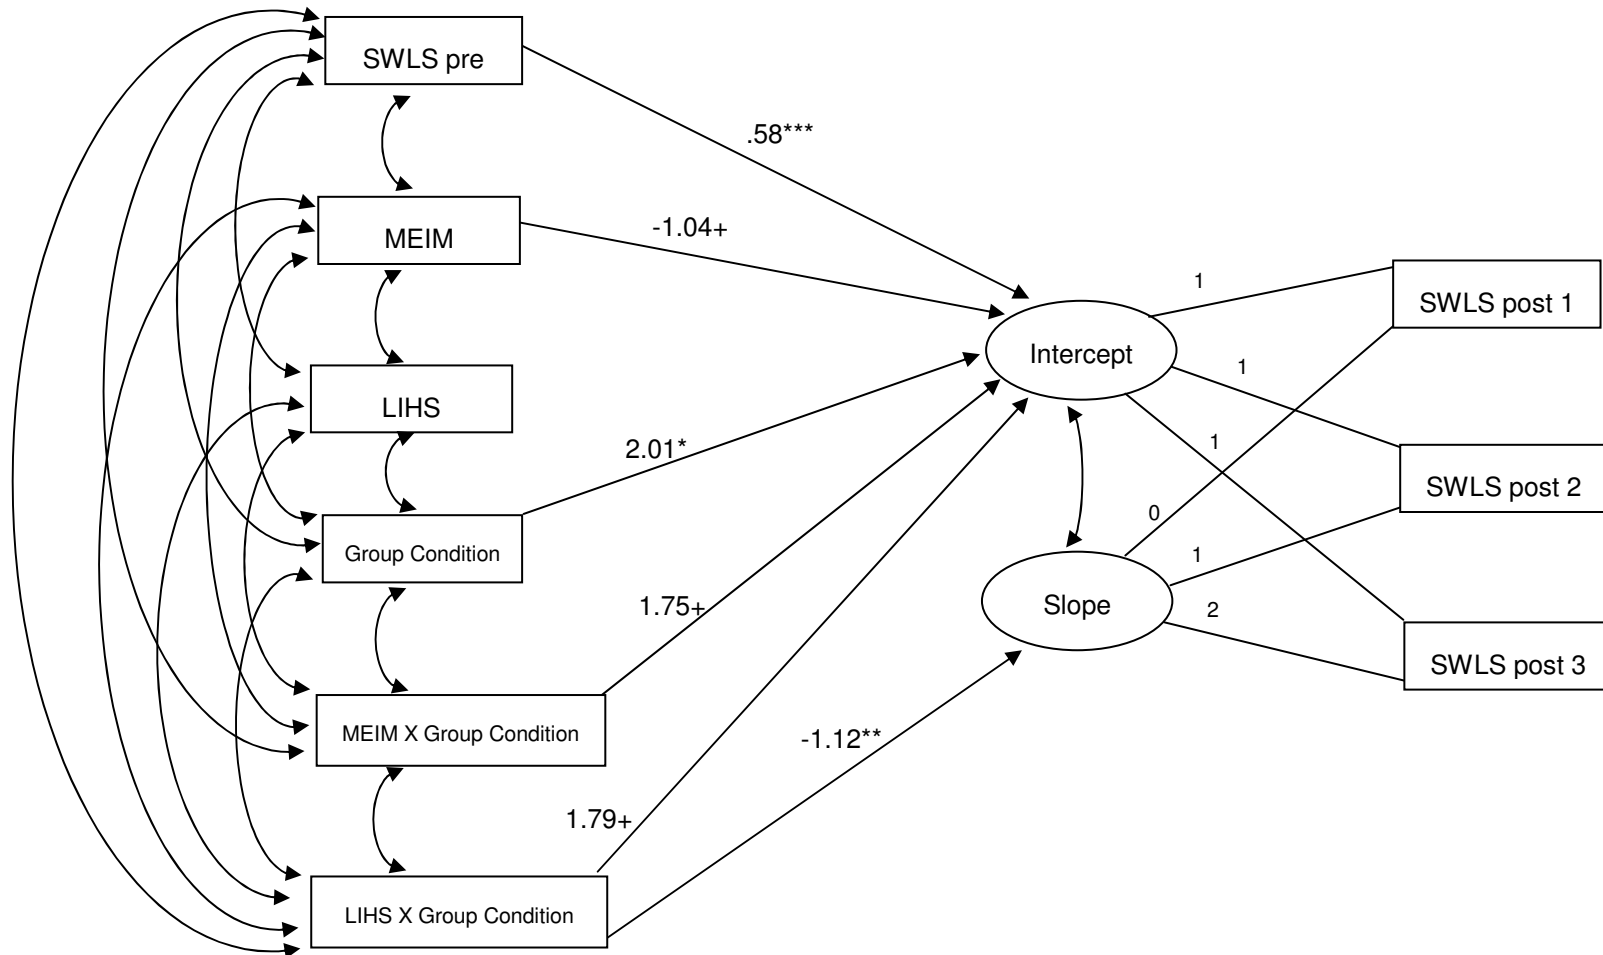 SWLS pre
.58***
MEIM
-1.04+
LIHS
2.01*
Group Condition
1.75+
MEIM X Group Condition
1.79+
-1.12**
LIHS X Group Condition
Intercept
Slope
1
1
1
0
1
2
SWLS post 1
SWLS post 2
SWLS post 3